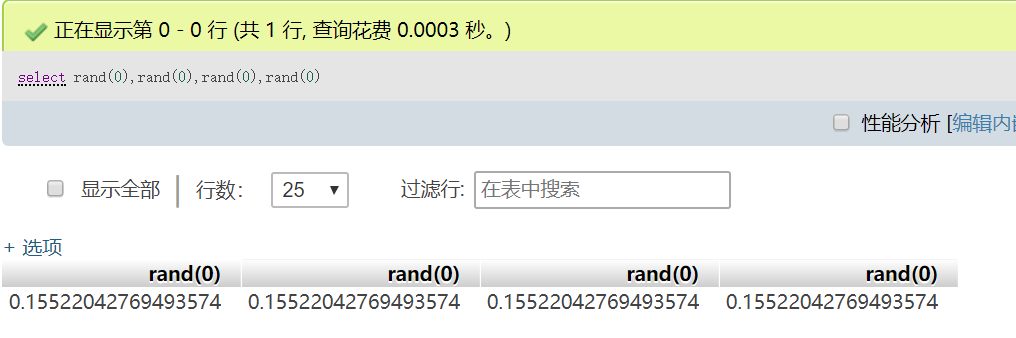 正在显示第 0 - 0 行 (共 1 行, 查询花费 0.0003 秒。)
select rand(0),rand(0),rand(0),rand(0)
性能分析 [编辑内嵌
显示全部 行数: 25 过滤行: 在表中搜索
+ 选项
rand(0) rand(0) rand(0) rand(0)
0.15522042769493574 0.15522042769493574 0.15522042769493574 0.15522042769493574